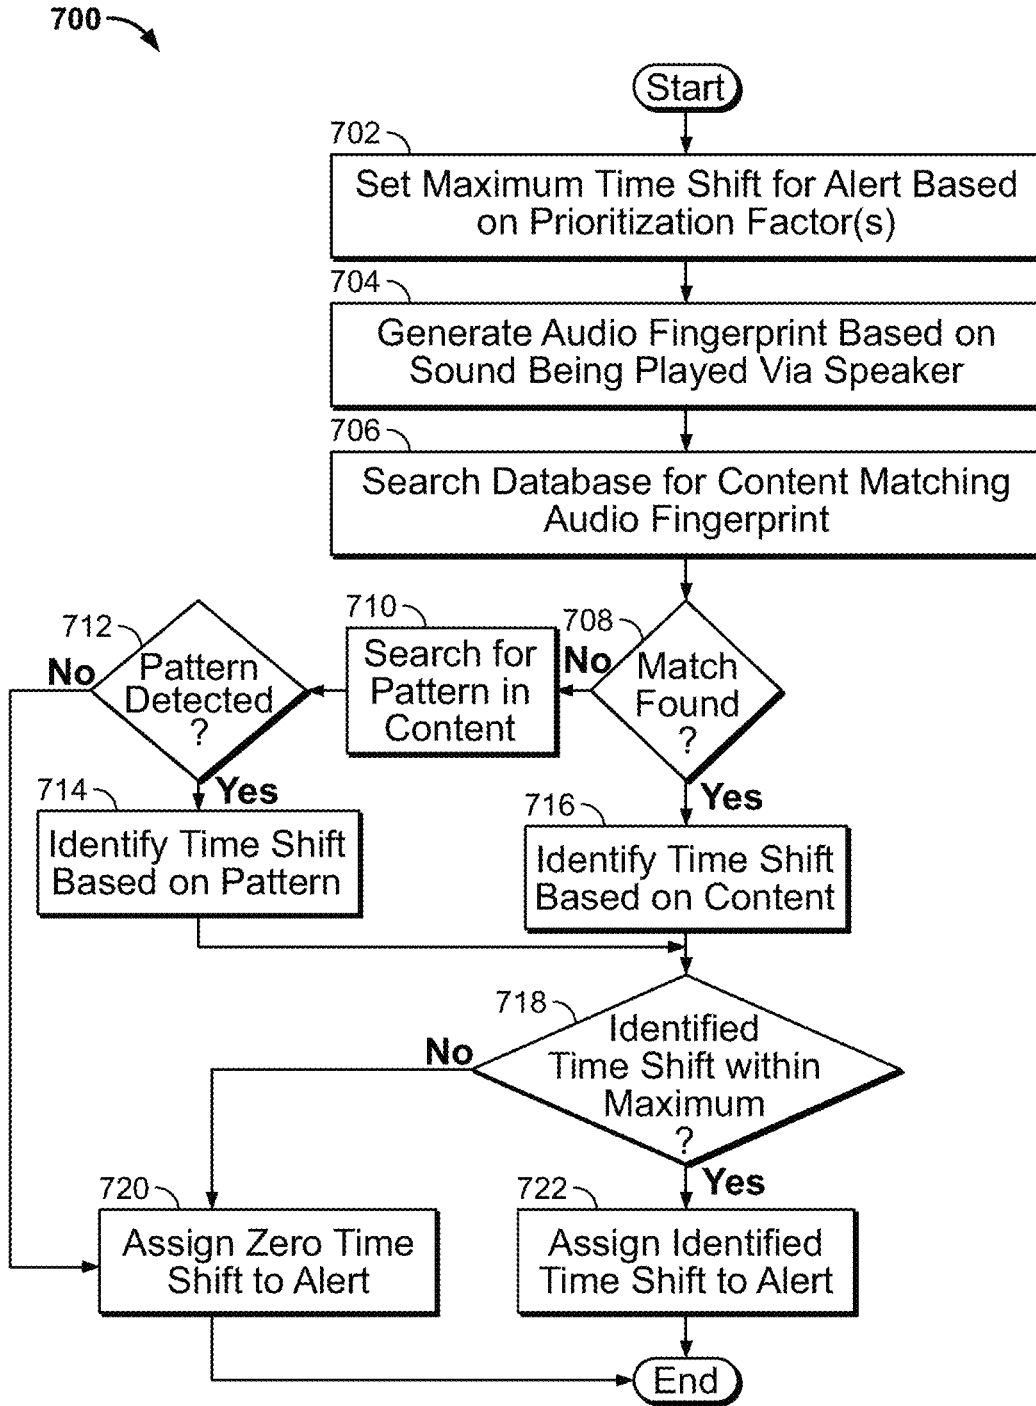 700
Start
702
Set Maximum Time Shift for Alert Based
on Prioritization Factor(s)
704
Generate Audio Fingerprint Based on
Sound Being Played Via Speaker
706
Search Database for Content Matching
Audio Fingerprint
708
Match
Found
?
No
710
Search for
Pattern in
Content
712
Pattern
Detected
?
No
Yes
714
Identify Time Shift
Based on Pattern
Yes
716
Identify Time Shift
Based on Content
718
Identified
Time Shift within
Maximum
?
No
Yes
720
Assign Zero Time
Shift to Alert
722
Assign Identified
Time Shift to Alert
End